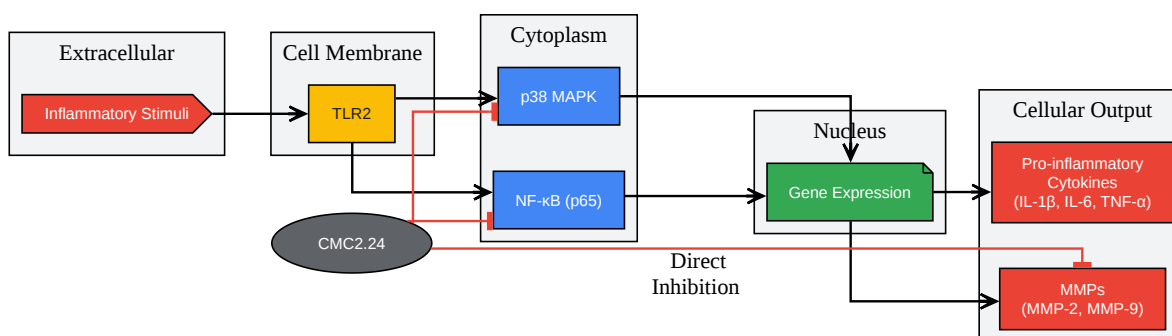 Extracellular
Inflammatory Stimuli
Cell Membrane
TLR2
Cytoplasm
p38 MAPK
NF-κB (p65)
CMC2.24
Nucleus
Gene Expression
Direct
Inhibition
Cellular Output
Pro-inflammatory
Cytokines
(IL-1β, IL-6, TNF-α)
MMPs
(MMP-2, MMP-9)